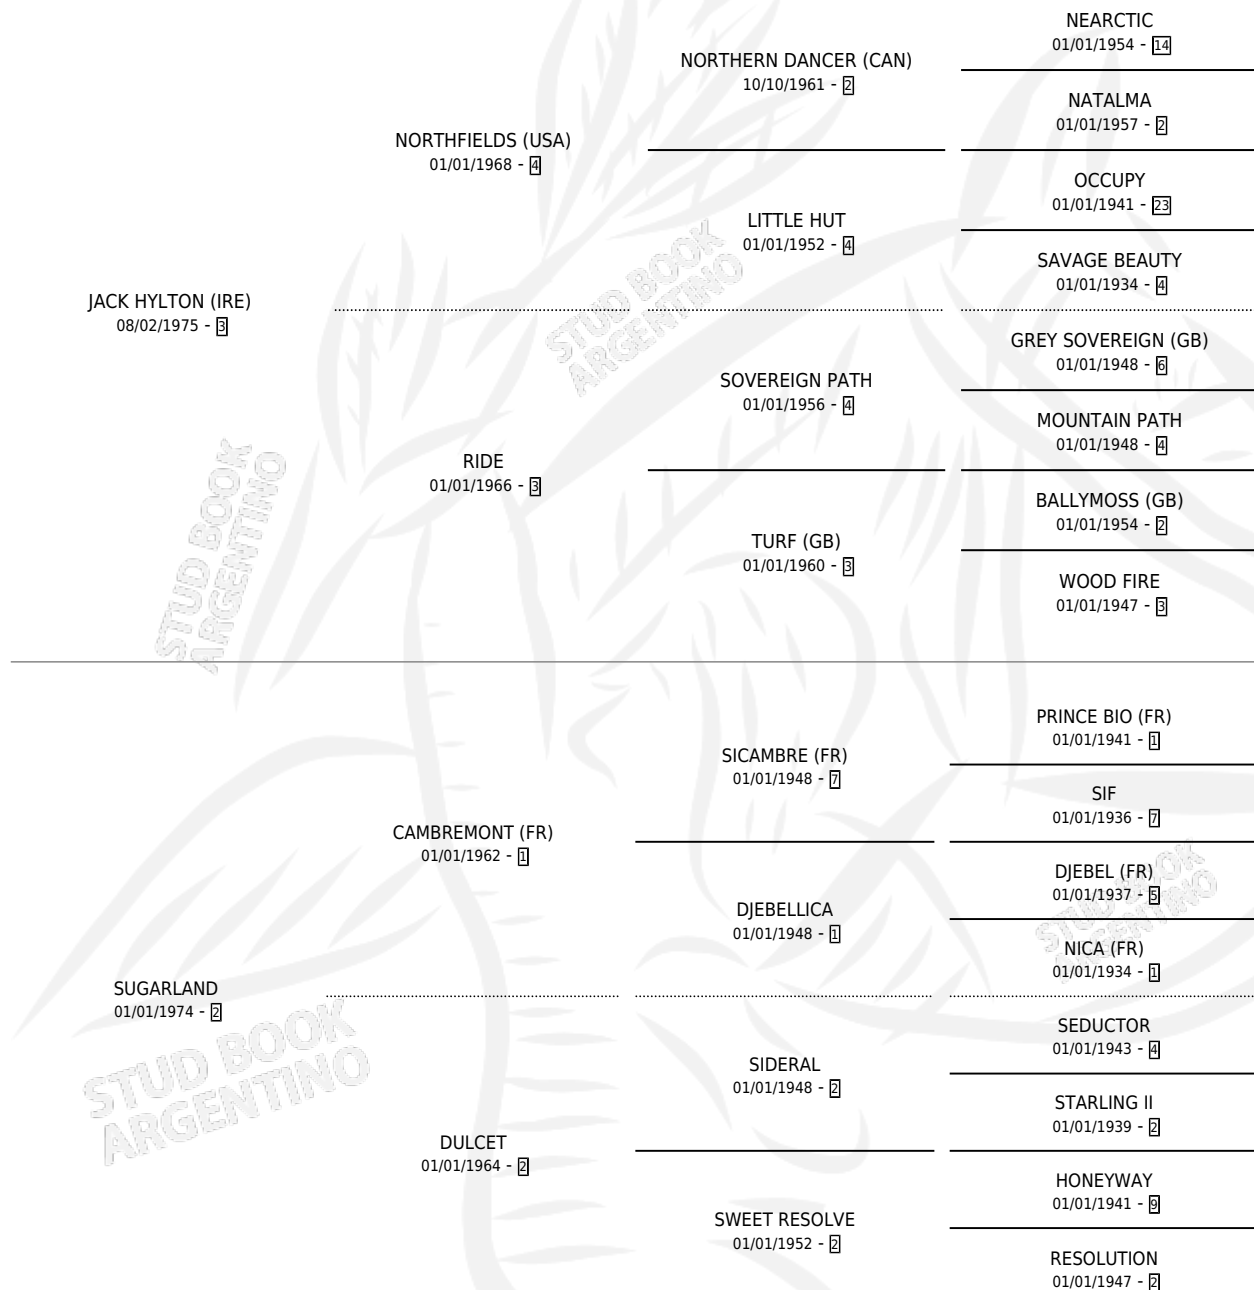 NEARCTIC
01/01/1954 - 14
NORTHERN DANCER (CAN)
10/10/1961 - 2
NATALMA
01/01/1957 - 2
NORTHFIELDS (USA)
01/01/1968 - 4
OCCUPY
01/01/1941 - 23
LITTLE HUT
01/01/1952 - 4
SAVAGE BEAUTY
01/01/1934 - 4
JACK HYLTON (IRE)
08/02/1975 - 3
GREY SOVEREIGN (GB)
01/01/1948 - 6
SOVEREIGN PATH
01/01/1956 - 4
MOUNTAIN PATH
01/01/1948 - 4
RIDE
01/01/1966 - 3
BALLYMOSS (GB)
01/01/1954 - 2
TURF (GB)
01/01/1960 - 3
WOOD FIRE
01/01/1947 - 3
PRINCE BIO (FR)
01/01/1941 - 1
SICAMBRE (FR)
01/01/1948 - 7
SIF
01/01/1936 - 7
CAMBREMONT (FR)
01/01/1962 - 1
DJEBEL (FR)
01/01/1937 - 5
DJEBELLICA
01/01/1948 - 1
NICA (FR)
01/01/1934 - 1
SUGARLAND
01/01/1974 - 2
SEDUCTOR
01/01/1943 - 4
SIDERAL
01/01/1948 - 2
STARLING II
01/01/1939 - 2
DULCET
01/01/1964 - 2
HONEYWAY
01/01/1941 - 9
SWEET RESOLVE
01/01/1952 - 2
RESOLUTION
01/01/1947 - 2
STUD BOOK
ARGENTINO
STUD BOOK
ARGENTINO
STUD BOOK
ARGENTINO
STUD BOOK
ARGENTINO